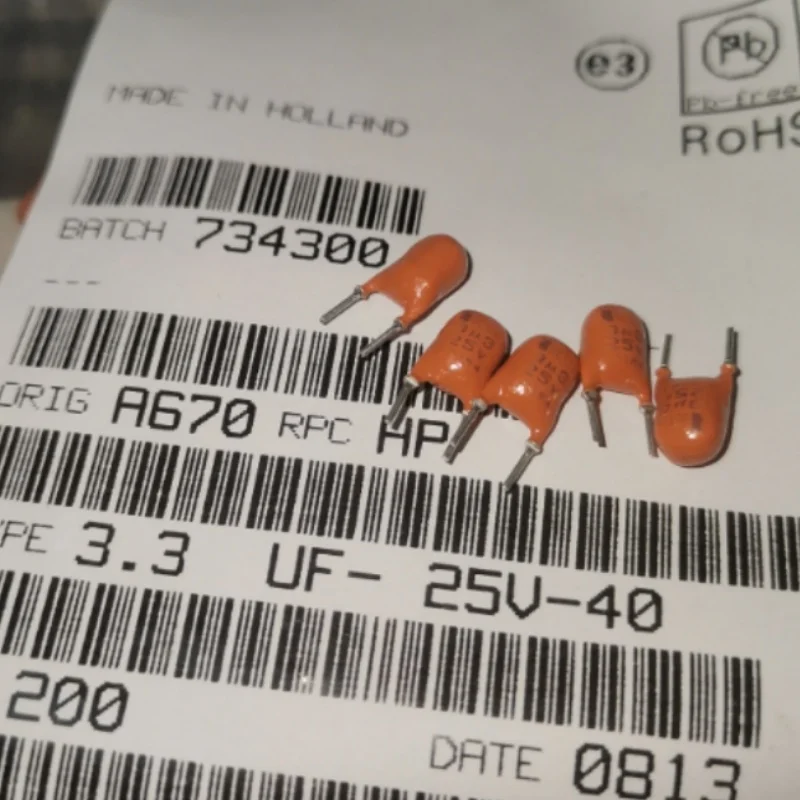 MADE IN HOLLAND
e3
Pb
Pb-free
RoHS
BATCH 734300
---
ORIG A670 RPC HP
PE 3.3 UF- 25V-40
200
DATE 0813